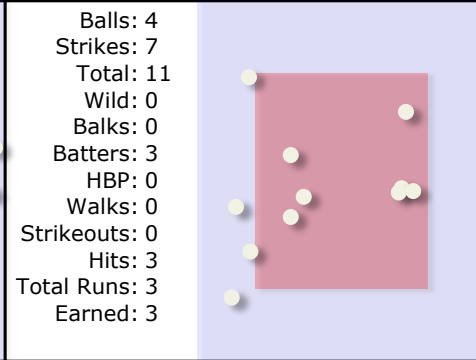 Balls: 4
Strikes: 7
Total: 11
Wild: 0
Balks: 0
Batters: 3
HBP: 0
Walks: 0
Strikeouts: 0
Hits: 3
Total Runs: 3
Earned: 3